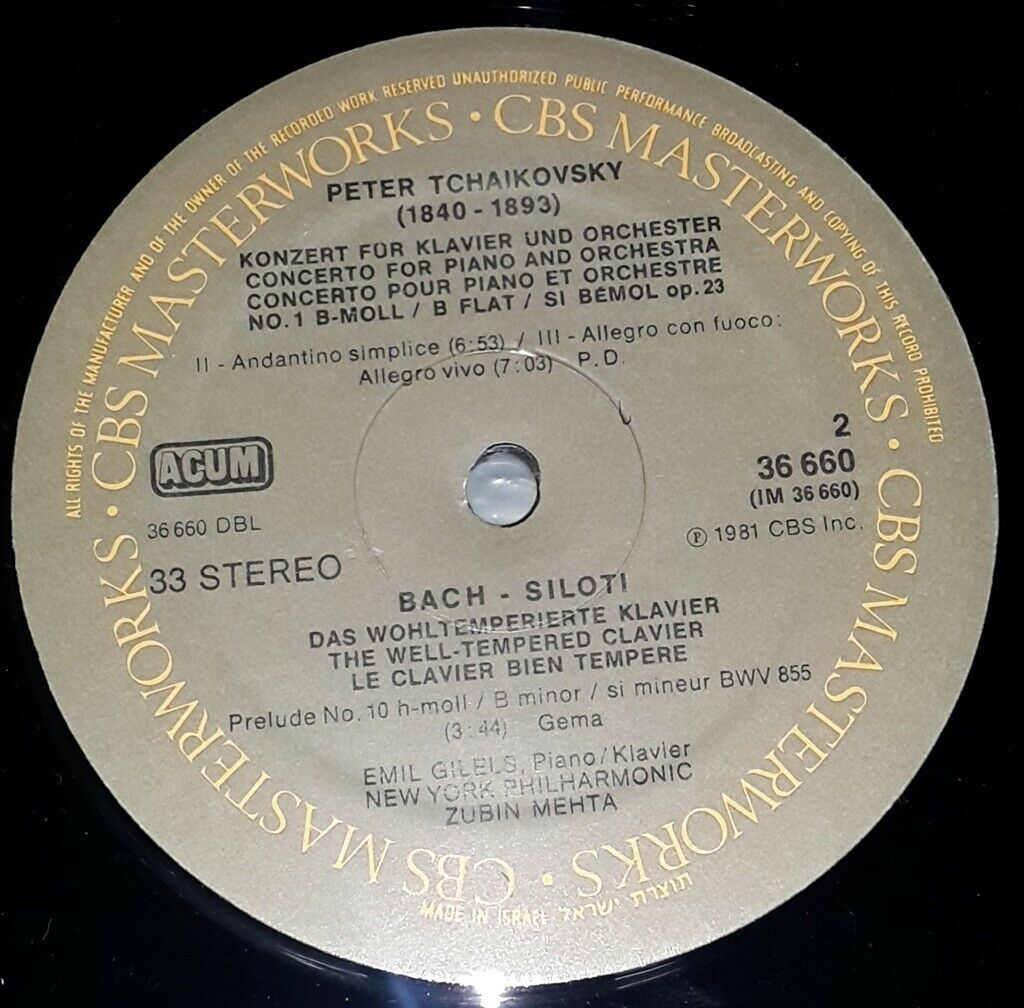 ALL RIGHTS OF THE MANUFACTURER AND OF THE OWNER OF THE RECORDED WORK RESERVED UNAUTHORIZED PUBLIC PERFORMANCE BROADCASTING AND COPYING OF THIS RECORD PROHIBITED
CBS MASTERWORKS · CBS MASTERWORKS · CBS MASTERWORKS · CBS MASTERWORKS ·
PETER TCHAIKOVSKY
(1840 - 1893)
KONZERT FÜR KLAVIER UND ORCHESTER
CONCERTO FOR PIANO AND ORCHESTRA
CONCERTO POUR PIANO ET ORCHESTRE
NO. 1 B-MOLL / B FLAT / SI BÉMOL op. 23
II - Andantino simplice (6:53) / III - Allegro con fuoco:
Allegro vivo (7:03) P.D.
ACUM
36 660 DBL
33 STEREO
2
36 660
(IM 36 660)
℗ 1981 CBS Inc.
BACH - SILOTI
DAS WOHLTEMPERIERTE KLAVIER
THE WELL-TEMPERED CLAVIER
LE CLAVIER BIEN TEMPERE
Prelude No. 10 h-moll / B minor / si mineur BWV 855
(3:44) Gema
EMIL GILELS, Piano/Klavier
NEW YORK PHILHARMONIC
ZUBIN MEHTA
MADE IN ISRAEL תוצרת ישראל